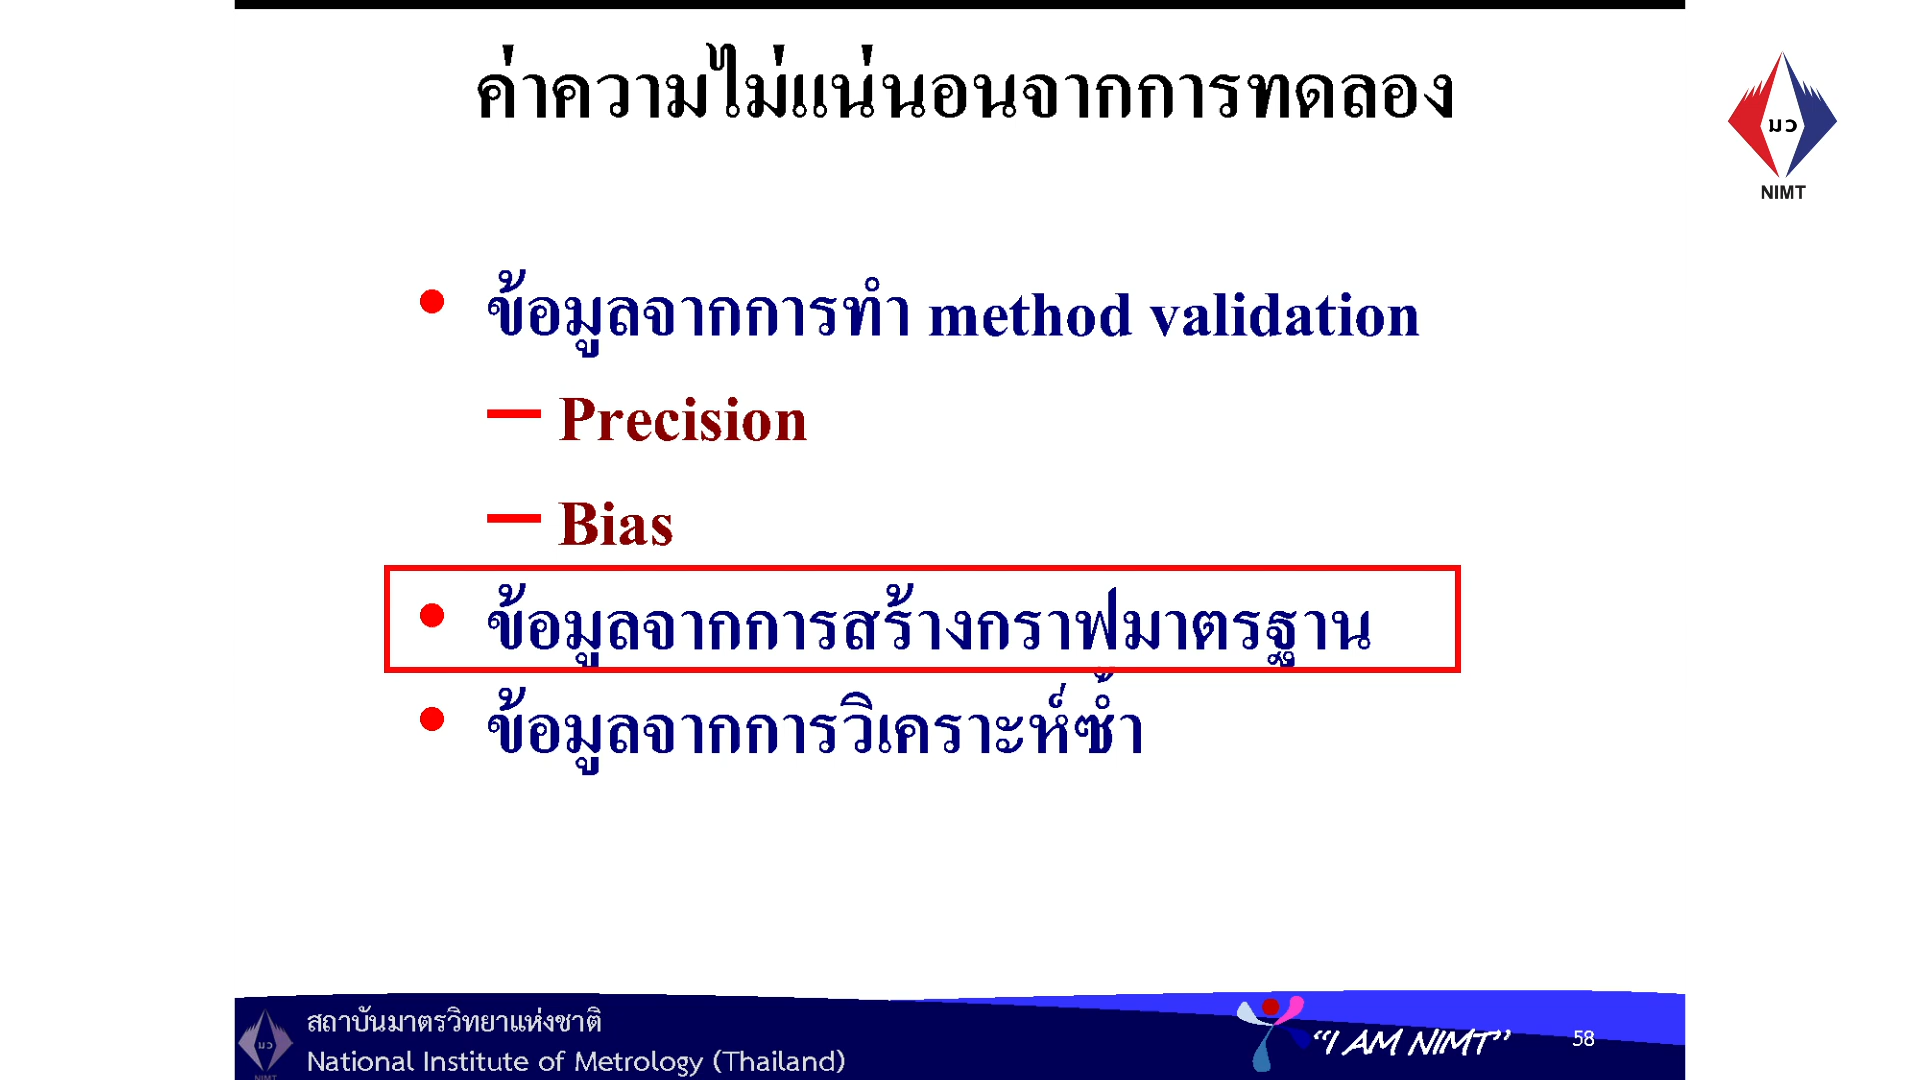 ค่าความไม่แน่นอนจากการทดลอง
มว
NIMT
• ข้อมูลจากการทำ method validation
– Precision
– Bias
• ข้อมูลจากการสร้างกราฟมาตรฐาน
• ข้อมูลจากการวิเคราะห์ซ้ำ
มว
NIMT
สถาบันมาตรวิทยาแห่งชาติ
National Institute of Metrology (Thailand)
“I AM NIMT”
58